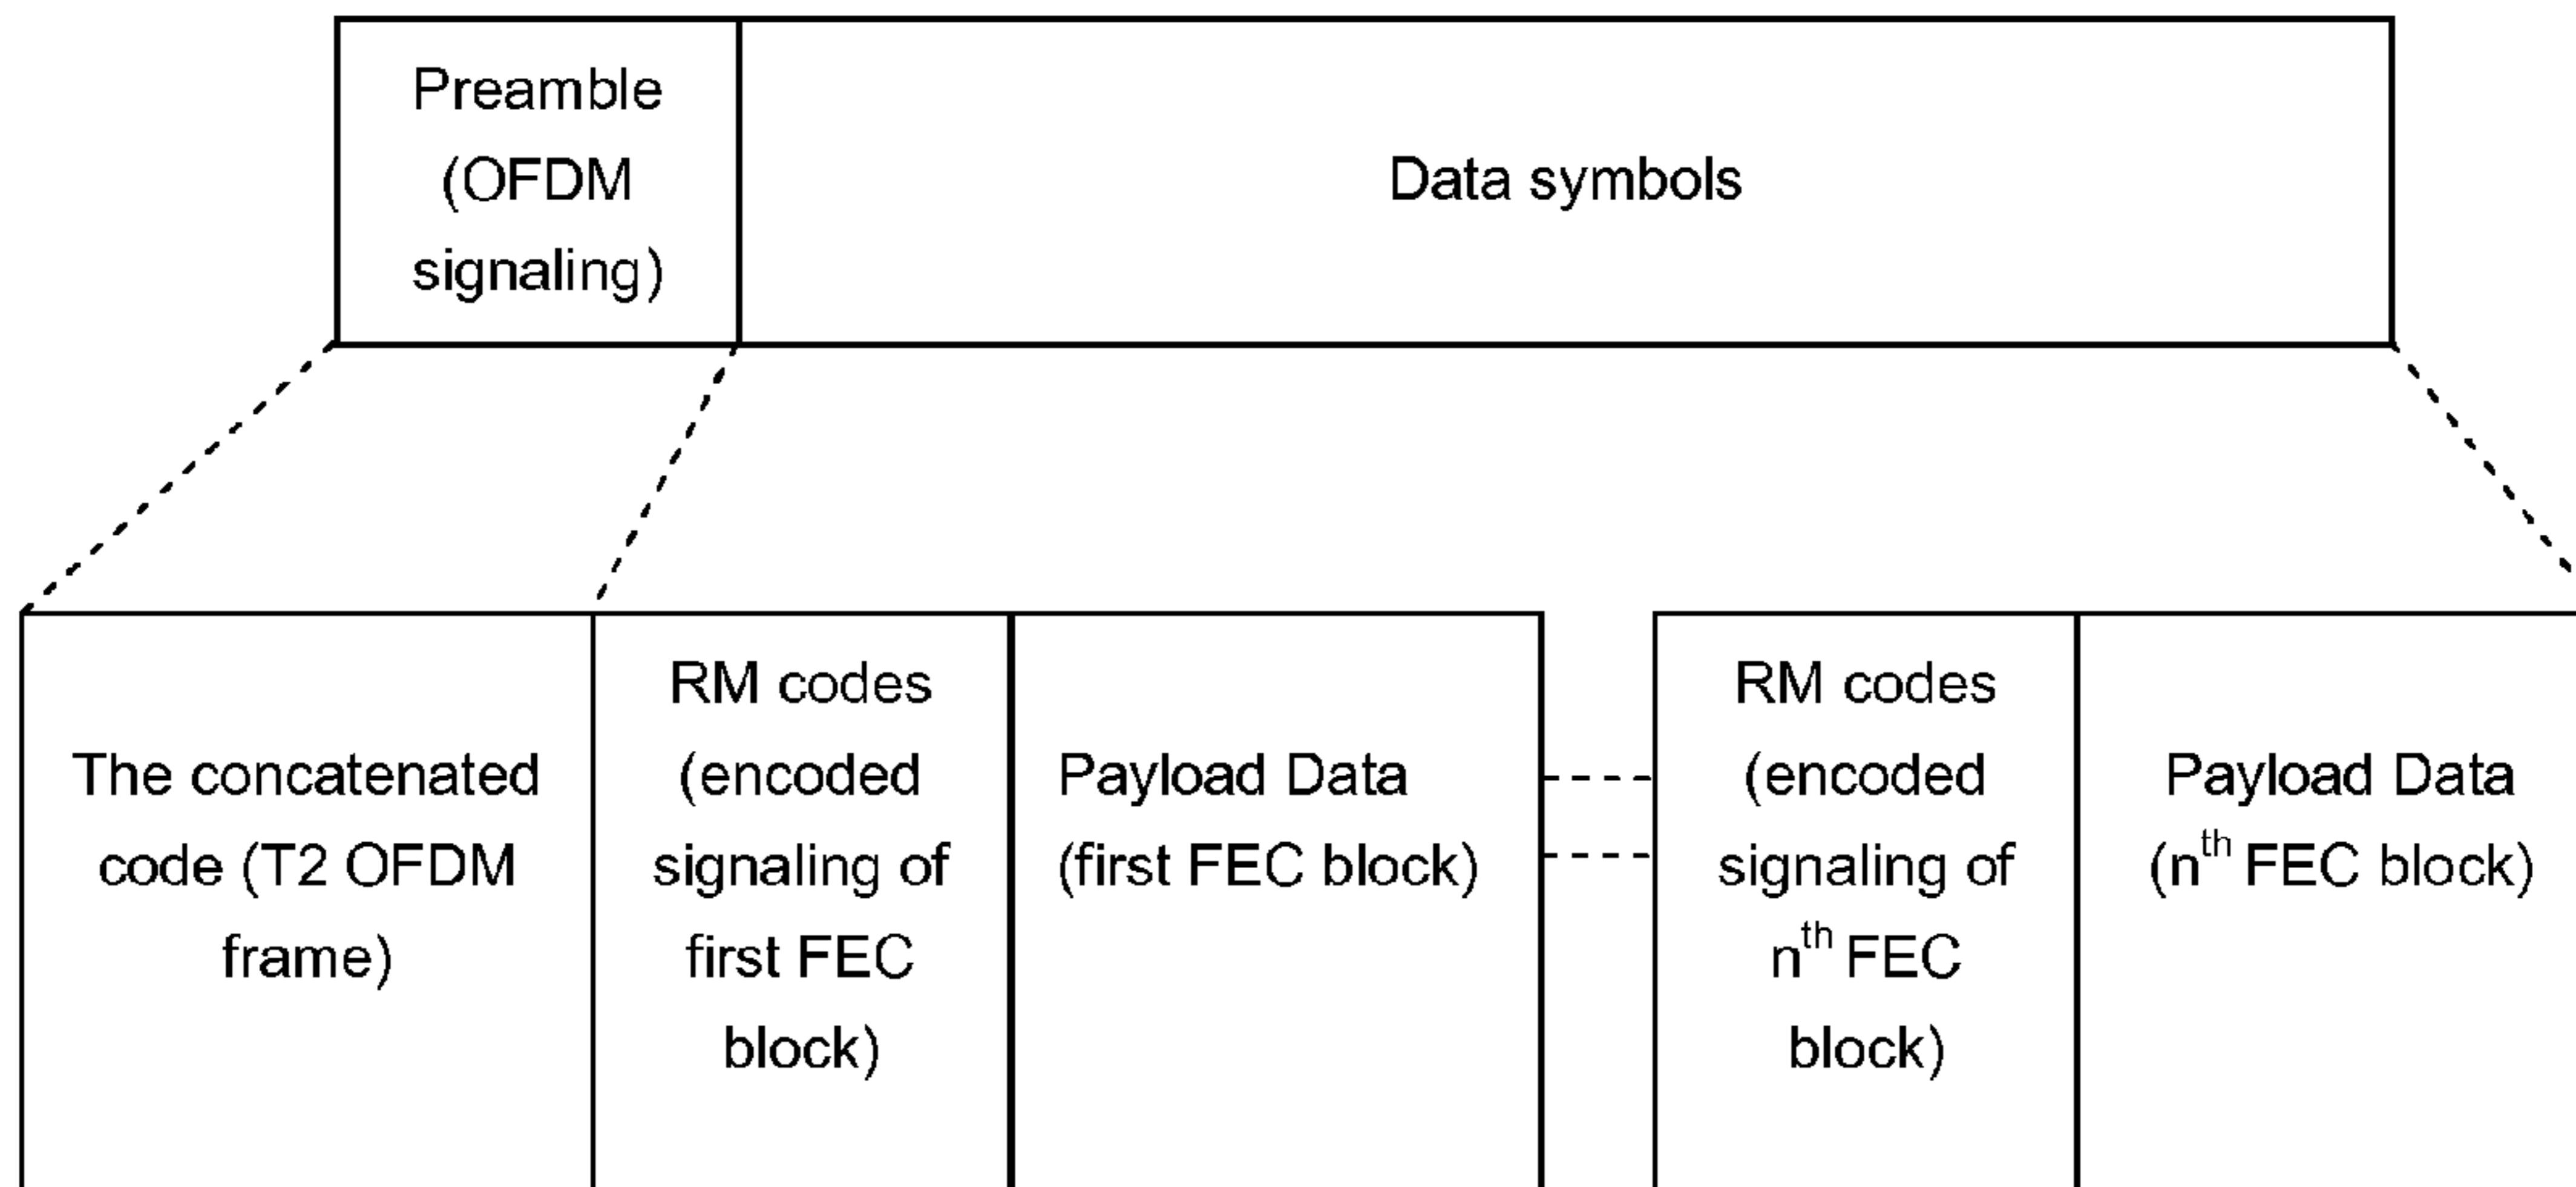 Preamble
(OFDM
signaling)
Data symbols
The concatenated
code (T2 OFDM
frame)
RM codes
(encoded
signaling of
first FEC
block)
Payload Data
(first FEC block)
RM codes
(encoded
signaling of
nth FEC
block)
Payload Data
(nth FEC block)